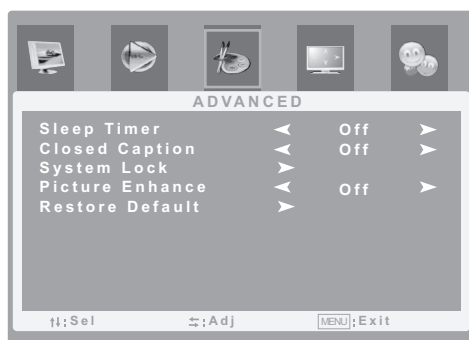 ADVANCED
Sleep Timer Off
Closed Caption Off
System Lock
Picture Enhance Off
Restore Default
:Sel :Adj MENU:Exit